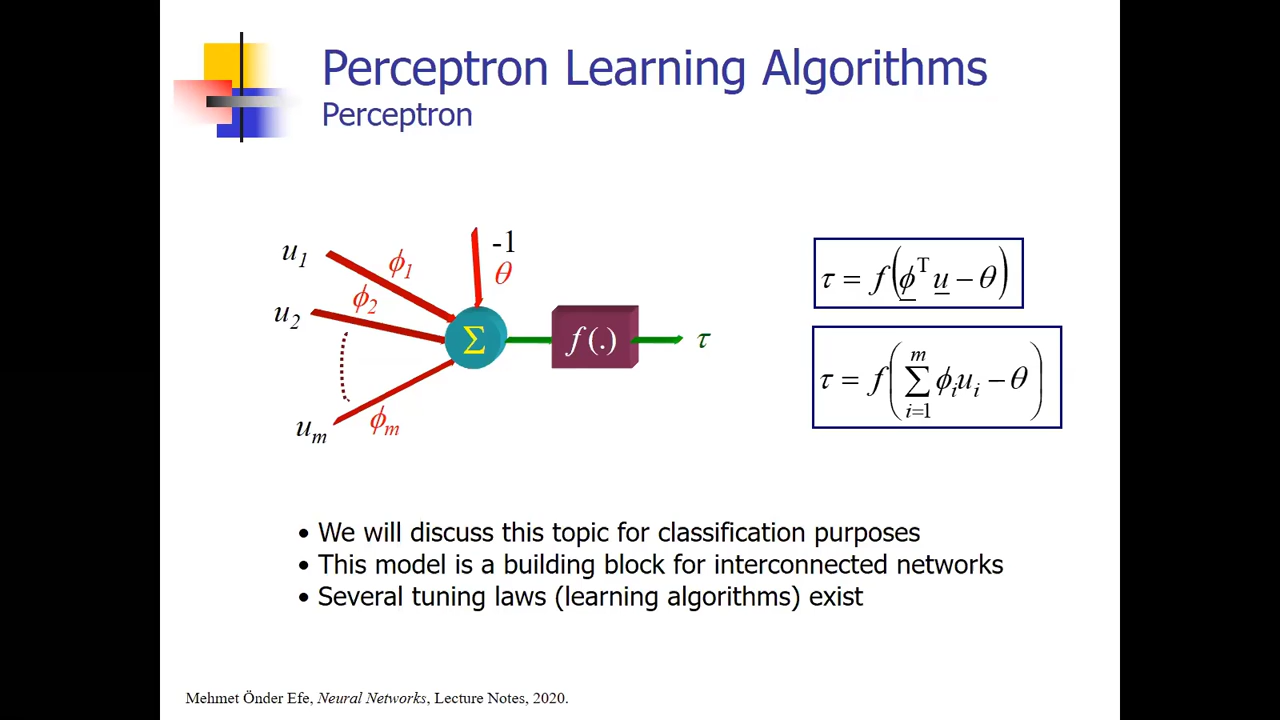 Perceptron Learning Algorithms
Perceptron
u₁
ϕ₁
-1
θ
u₂
ϕ₂
Σ
f(.)
τ
uₘ
ϕₘ
τ = f(ϕᵀ u − θ)
τ = f(∑ᵢ₌₁ᵐ ϕᵢuᵢ − θ)
• We will discuss this topic for classification purposes
• This model is a building block for interconnected networks
• Several tuning laws (learning algorithms) exist
Mehmet Önder Efe, Neural Networks, Lecture Notes, 2020.